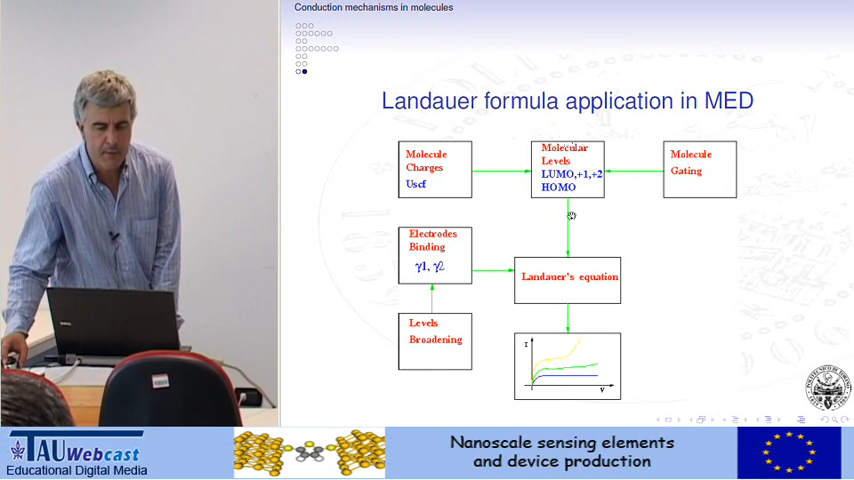 Conduction mechanisms in molecules
Landauer formula application in MED
Molecule
Charges
Uscf
Molecular
Levels
LUMO,+1,+2
HOMO
Molecule
Gating
Electrodes
Binding
γ1, γ2
Landauer's equation
Levels
Broadening
I
V
DELL
TAU Webcast
Educational Digital Media
Nanoscale sensing elements
and device production